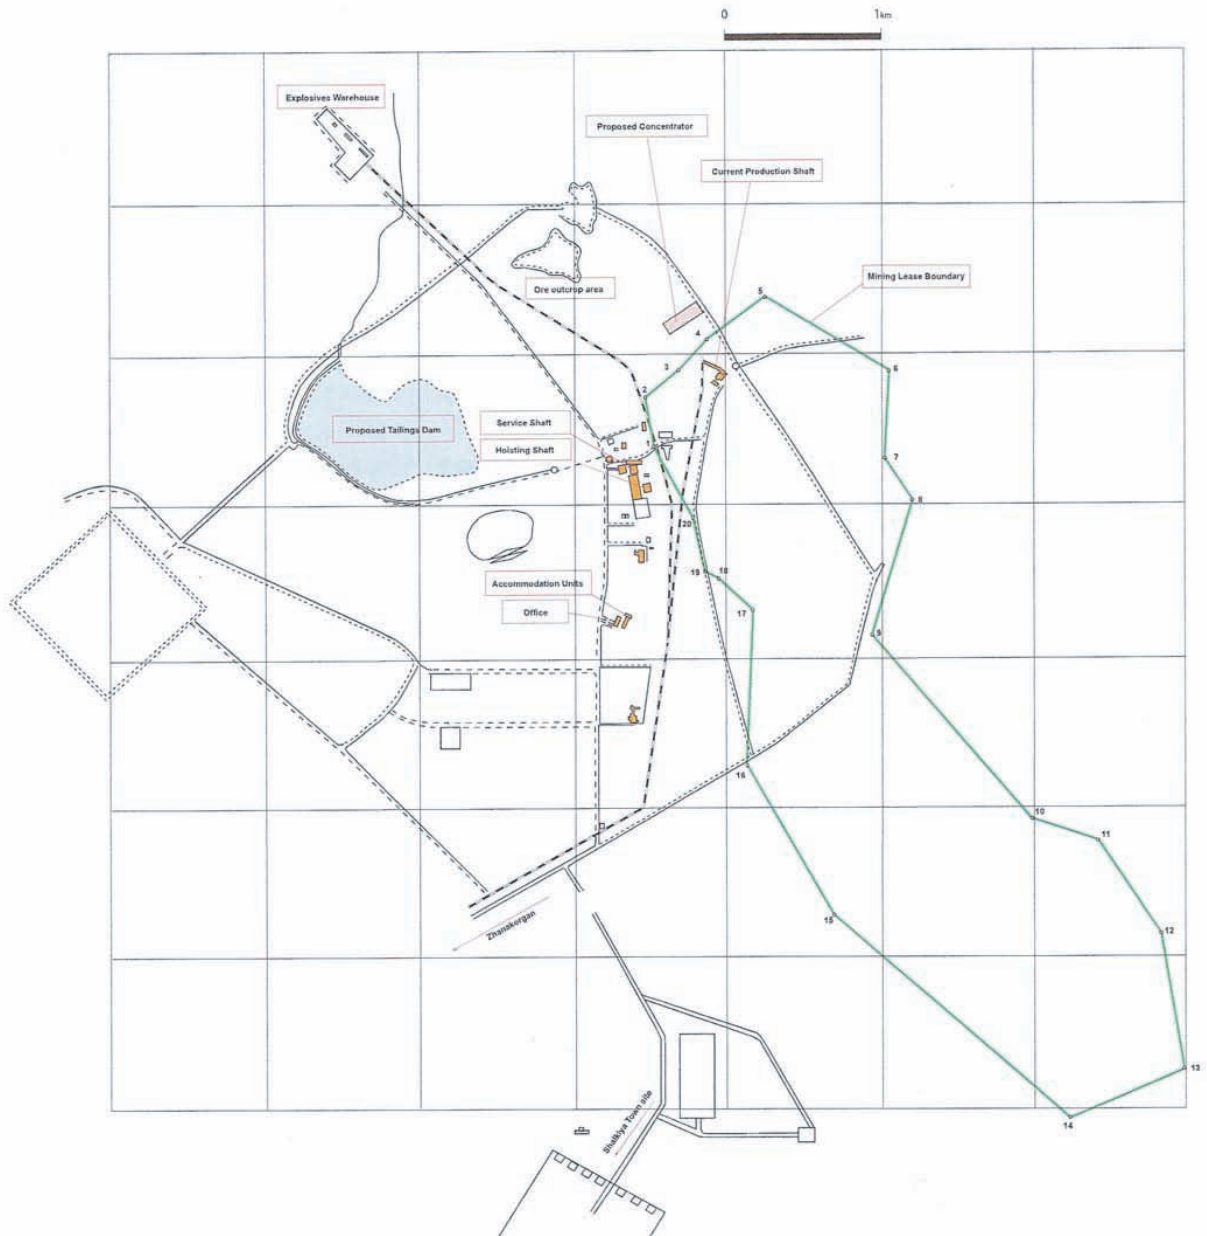 0 1km
Explosives Warehouse
Proposed Concentrator
Current Production Shaft
Mining Lease Boundary
Ore outcrop area
5
4
3
6
2
Service Shaft
Proposed Tailings Dam
1
Hoisting Shaft
7
8
20
19
18
Accommodation Units
17
Office
9
16
10
11
15
12
Zhanakorgan
13
Shalkiya Town site
14